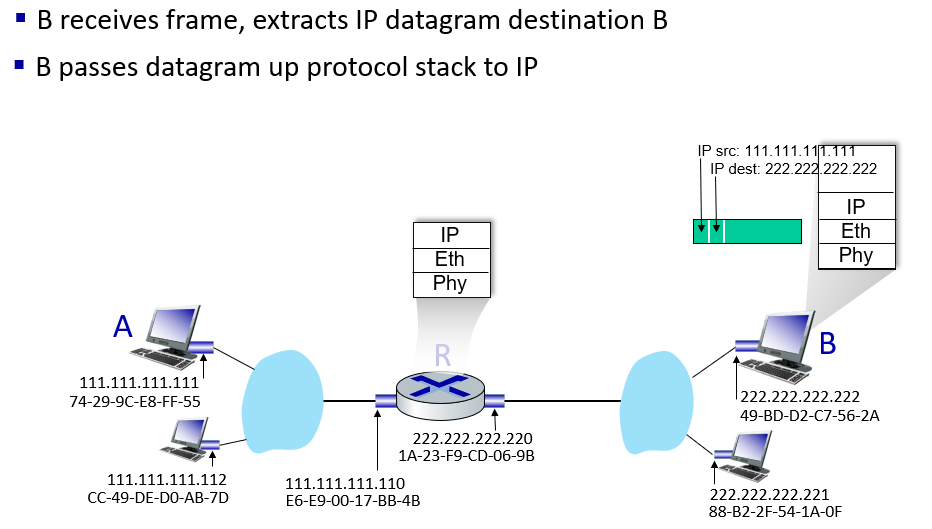 B receives frame, extracts IP datagram destination B
B passes datagram up protocol stack to IP
IP src: 111.111.111.111
IP dest: 222.222.222.222
IP
Eth
Phy
IP
Eth
Phy
A
R
B
111.111.111.111
74-29-9C-E8-FF-55
222.222.222.222
49-BD-D2-C7-56-2A
222.222.222.220
1A-23-F9-CD-06-9B
111.111.111.112
CC-49-DE-D0-AB-7D
111.111.111.110
E6-E9-00-17-BB-4B
222.222.222.221
88-B2-2F-54-1A-0F